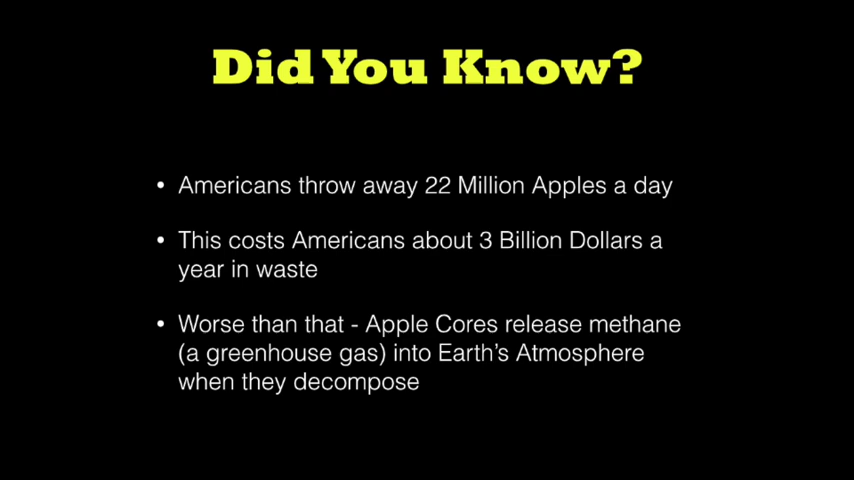 Did You Know?
• Americans throw away 22 Million Apples a day
• This costs Americans about 3 Billion Dollars a
year in waste
• Worse than that - Apple Cores release methane
(a greenhouse gas) into Earth’s Atmosphere
when they decompose